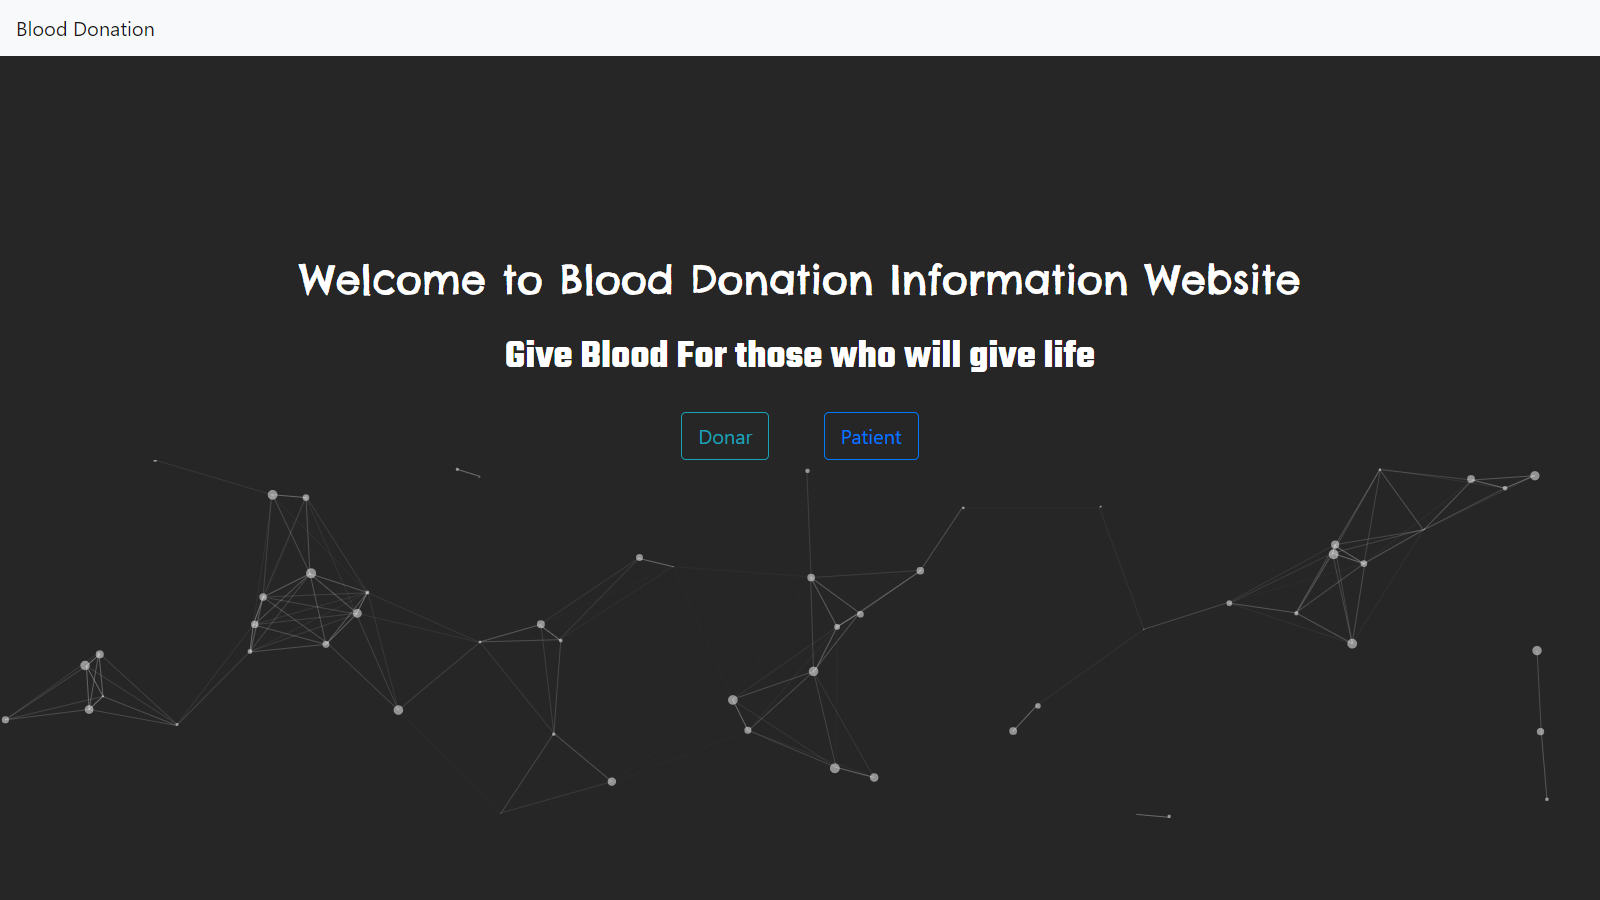 Blood Donation
Welcome to Blood Donation Information Website
Give Blood For those who will give life
Donar Patient